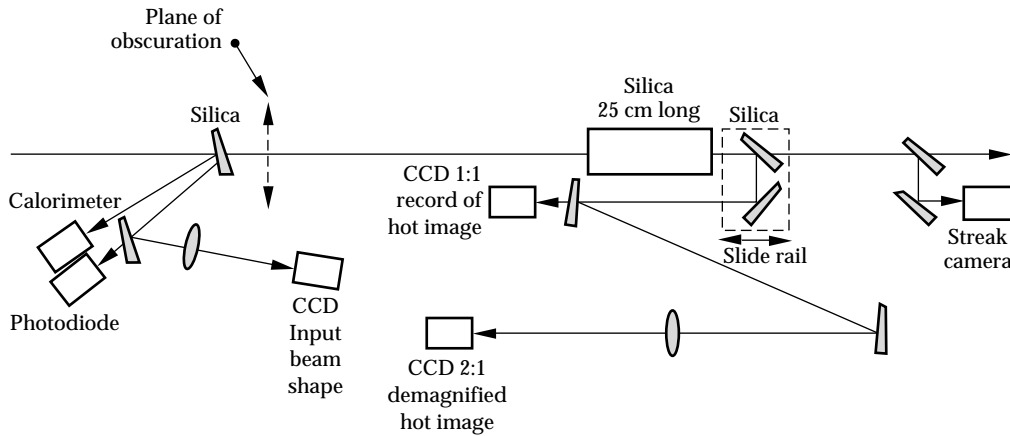 Plane of
obscuration
Silica
Silica
25 cm long
Silica
CCD 1:1
record of
hot image
Calorimeter
Slide rail
Streak
camera
Photodiode
CCD
Input
beam
shape
CCD 2:1
demagnified
hot image